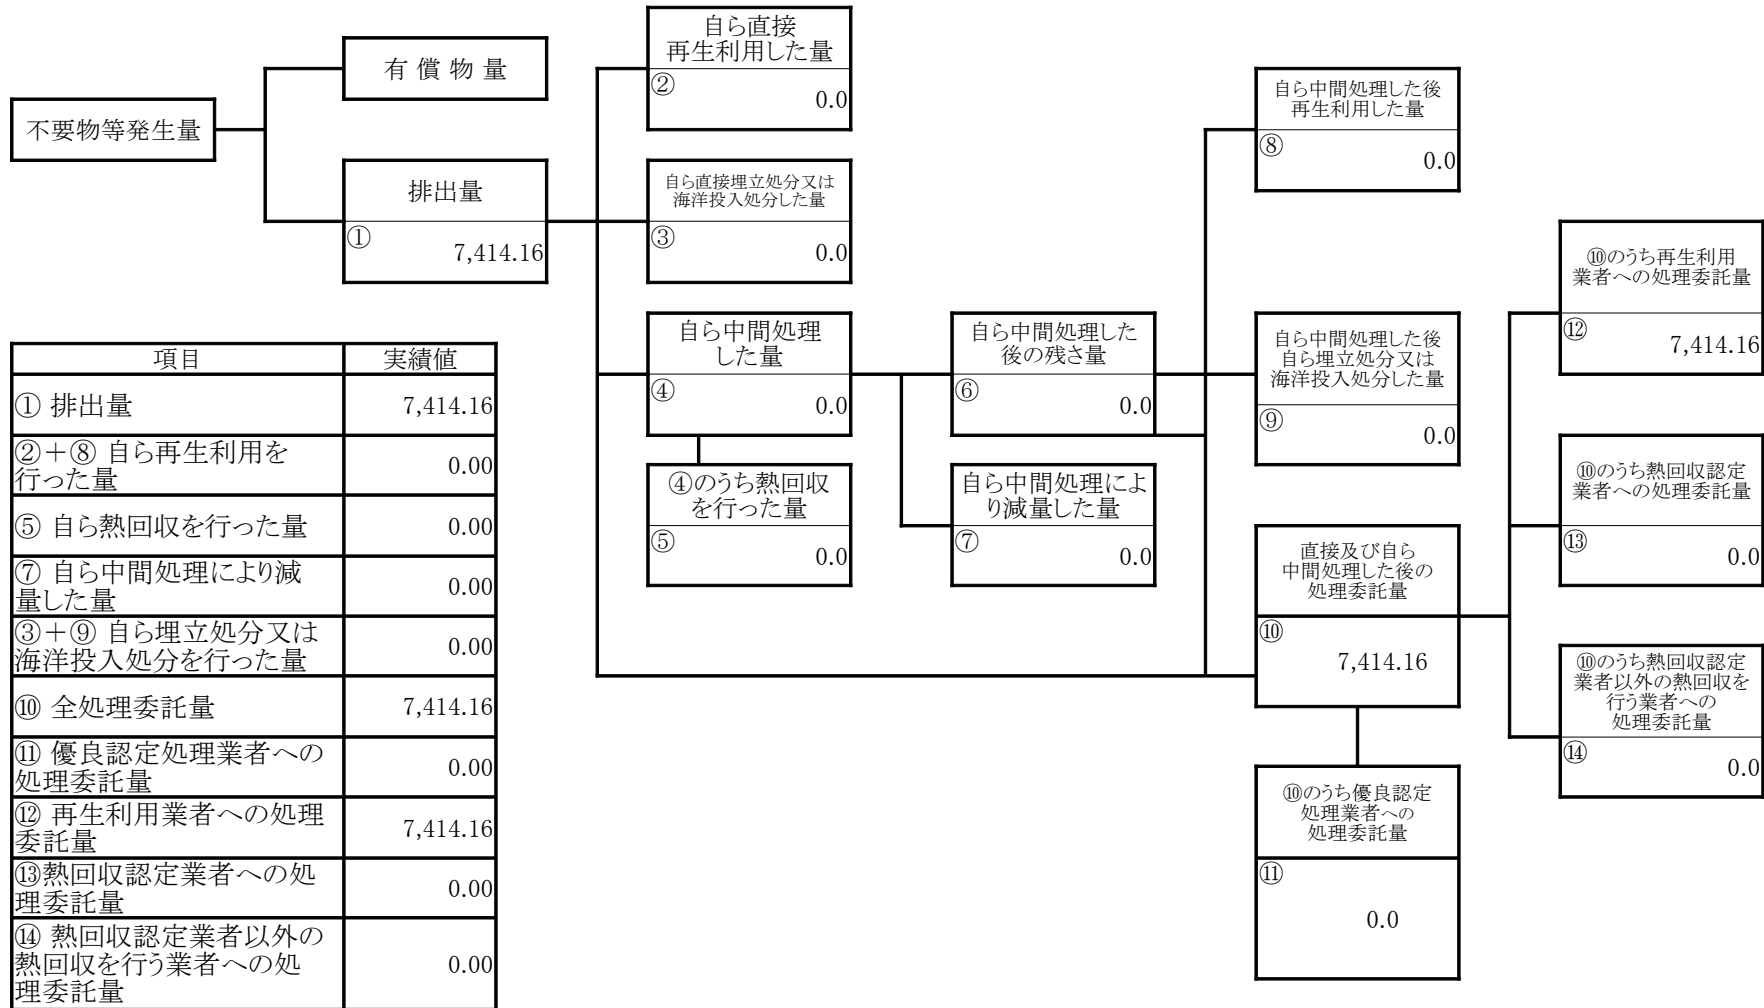 不要物等発生量
有 償 物 量
排出量
①
7,414.16
自ら直接
再生利用した量
②
0.0
自ら直接埋立処分又は
海洋投入処分した量
③
0.0
自ら中間処理
した量
④
0.0
④のうち熱回収
を行った量
⑤
0.0
自ら中間処理した
後の残さ量
⑥
0.0
自ら中間処理によ
り減量した量
⑦
0.0
自ら中間処理した後
再生利用した量
⑧
0.0
自ら中間処理した後
自ら埋立処分又は
海洋投入処分した量
⑨
0.0
直接及び自ら
中間処理した後の
処理委託量
⑩
7,414.16
⑩のうち優良認定
処理業者への
処理委託量
⑪
0.0
⑩のうち再生利用
業者への処理委託量
⑫
7,414.16
⑩のうち熱回収認定
業者への処理委託量
⑬
0.0
⑩のうち熱回収認定
業者以外の熱回収を
行う業者への
処理委託量
⑭
0.0
項目 実績値
① 排出量 7,414.16
②＋⑧ 自ら再生利用を
行った量 0.00
⑤ 自ら熱回収を行った量 0.00
⑦ 自ら中間処理により減
量した量 0.00
③＋⑨ 自ら埋立処分又は
海洋投入処分を行った量 0.00
⑩ 全処理委託量 7,414.16
⑪ 優良認定処理業者への
処理委託量 0.00
⑫ 再生利用業者への処理
委託量 7,414.16
⑬熱回収認定業者への処
理委託量 0.00
⑭ 熱回収認定業者以外の
熱回収を行う業者への処
理委託量 0.00